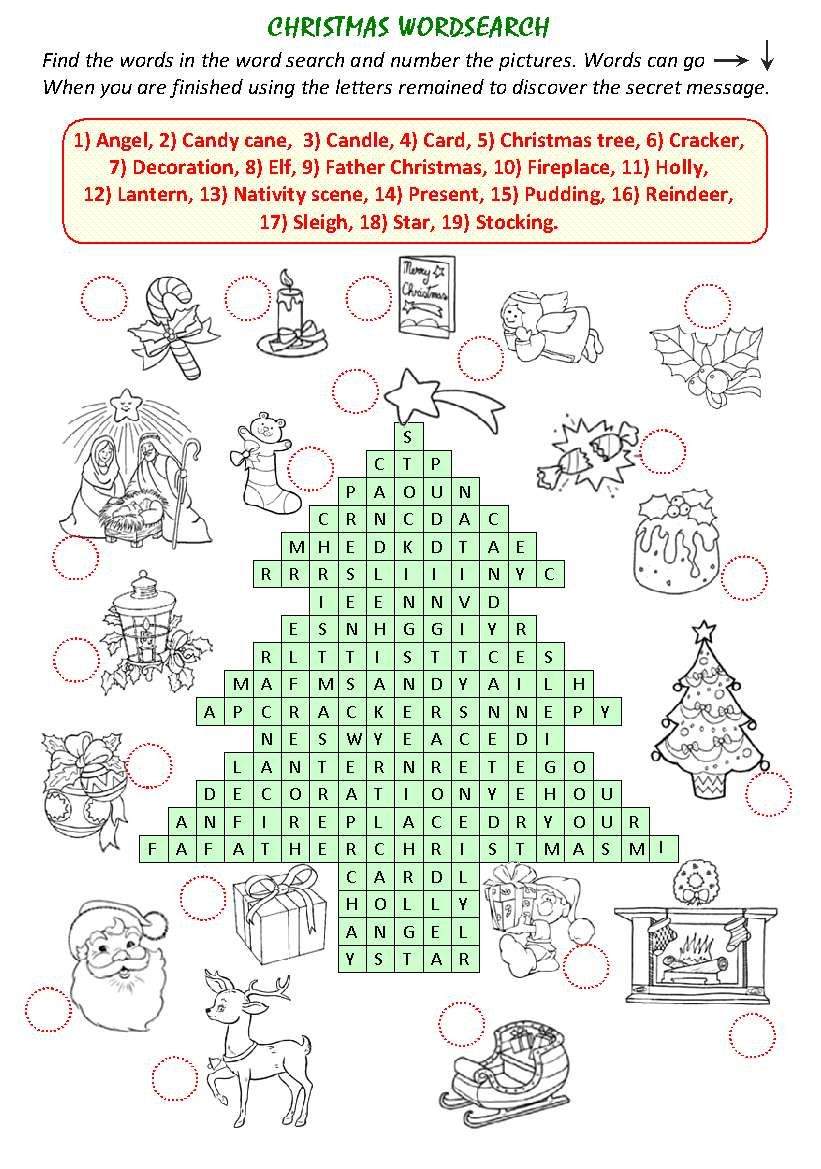 CHRISTMAS WORDSEARCH
Find the words in the word search and number the pictures. Words can go
When you are finished using the letters remained to discover the secret message.
1) Angel, 2) Candy cane, 3) Candle, 4) Card, 5) Christmas tree, 6) Cracker,
7) Decoration, 8) Elf, 9) Father Christmas, 10) Fireplace, 11) Holly,
12) Lantern, 13) Nativity scene, 14) Present, 15) Pudding, 16) Reindeer,
17) Sleigh, 18) Star, 19) Stocking.
Merry
Christmas
S
C T P
P A O U N
C R N C D A C
M H E D K D T A E
R R R S L I I I N Y C
I E E N N V D
E S N H G G I Y R
R L T T I S T T C E S
M A F M S A N D Y A I L H
A P C R A C K E R S N N E P Y
N E S W Y E A C E D I
L A N T E R N R E T E G O
D E C O R A T I O N Y E H O U
A N F I R E P L A C E D R Y O U R
F A F A T H E R C H R I S T M A S M I
C A R D L
H O L L Y
A N G E L
Y S T A R